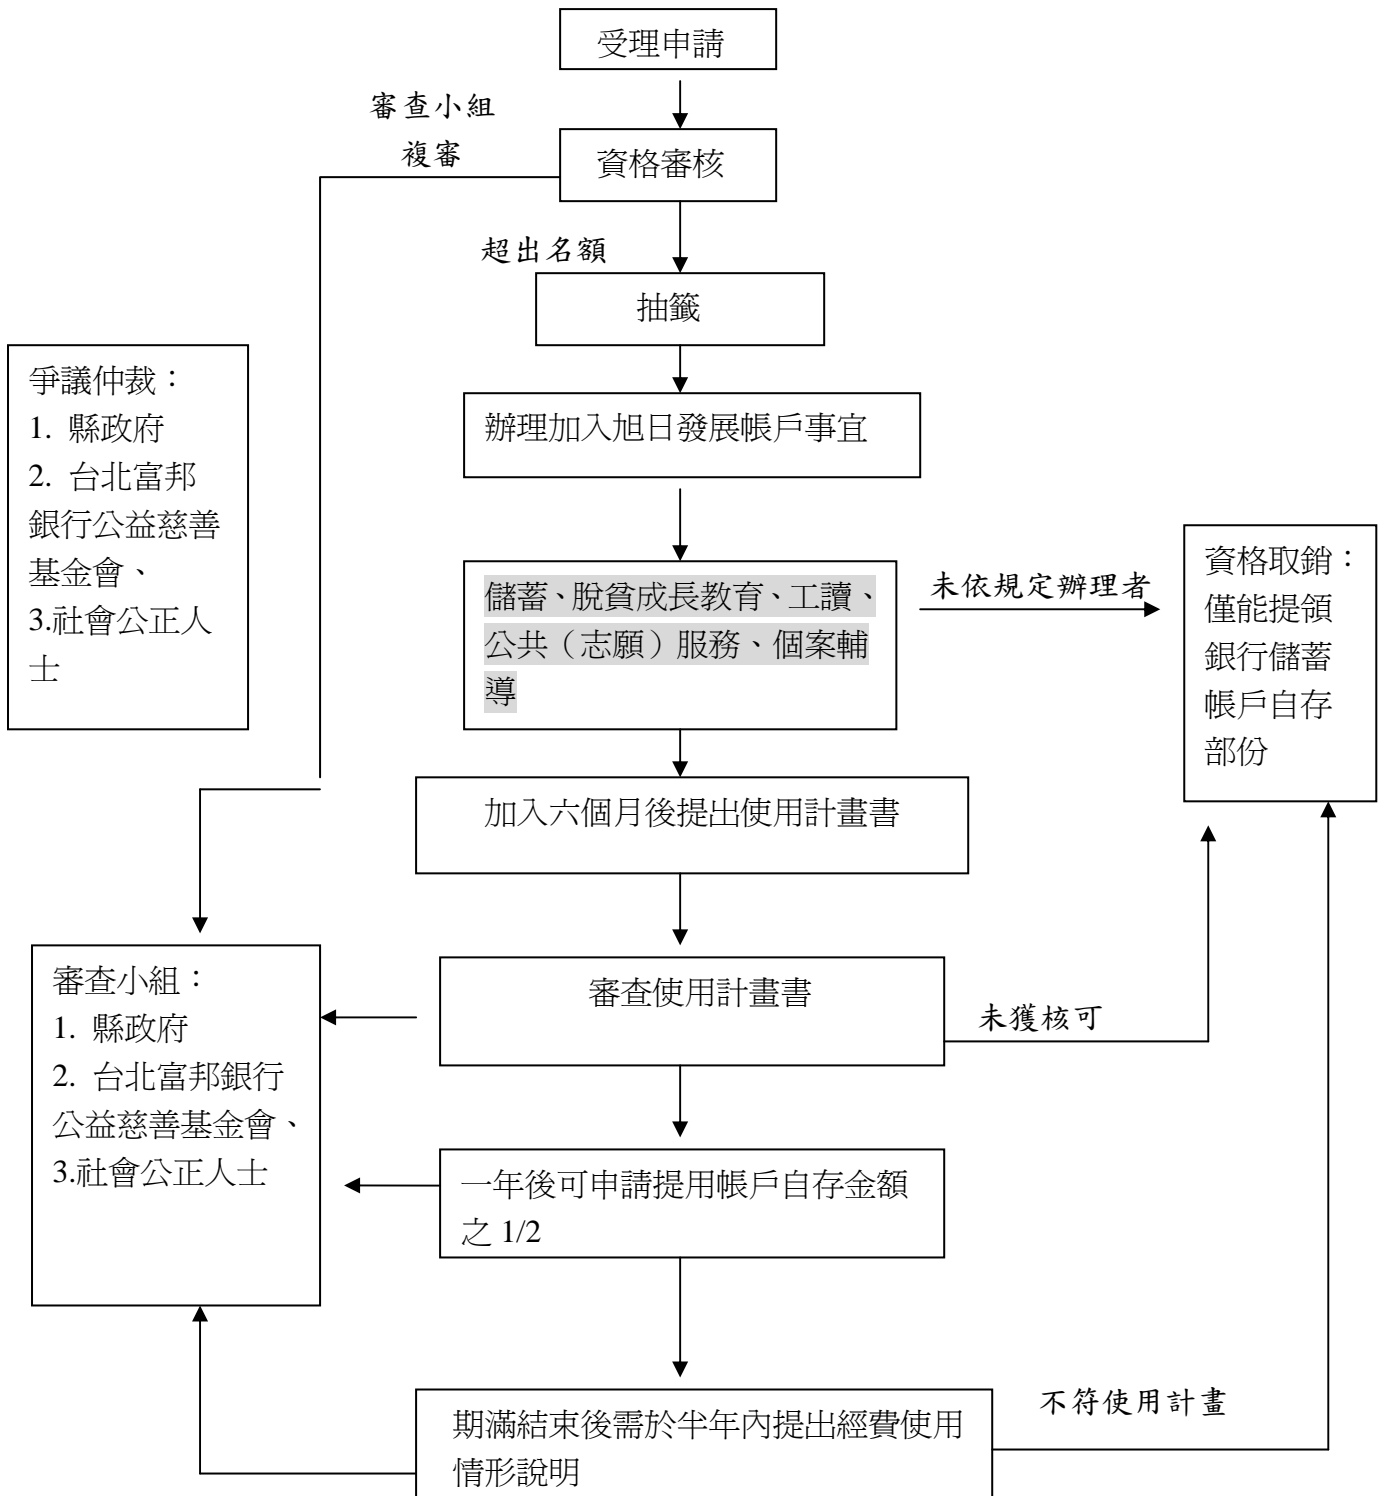 受理申請
審查小組
複審
資格審核
超出名額
抽籤
辦理加入旭日發展帳戶事宜
爭議仲裁：
1. 縣政府
2. 台北富邦
銀行公益慈善
基金會、
3.社會公正人
士
儲蓄、脫貧成長教育、工讀、
公共（志願）服務、個案輔
導
未依規定辦理者
資格取銷：
僅能提領
銀行儲蓄
帳戶自存
部份
加入六個月後提出使用計畫書
審查使用計畫書
未獲核可
審查小組：
1. 縣政府
2. 台北富邦銀行
公益慈善基金會、
3.社會公正人士
一年後可申請提用帳戶自存金額
之 1/2
不符使用計畫
期滿結束後需於半年內提出經費使用
情形說明